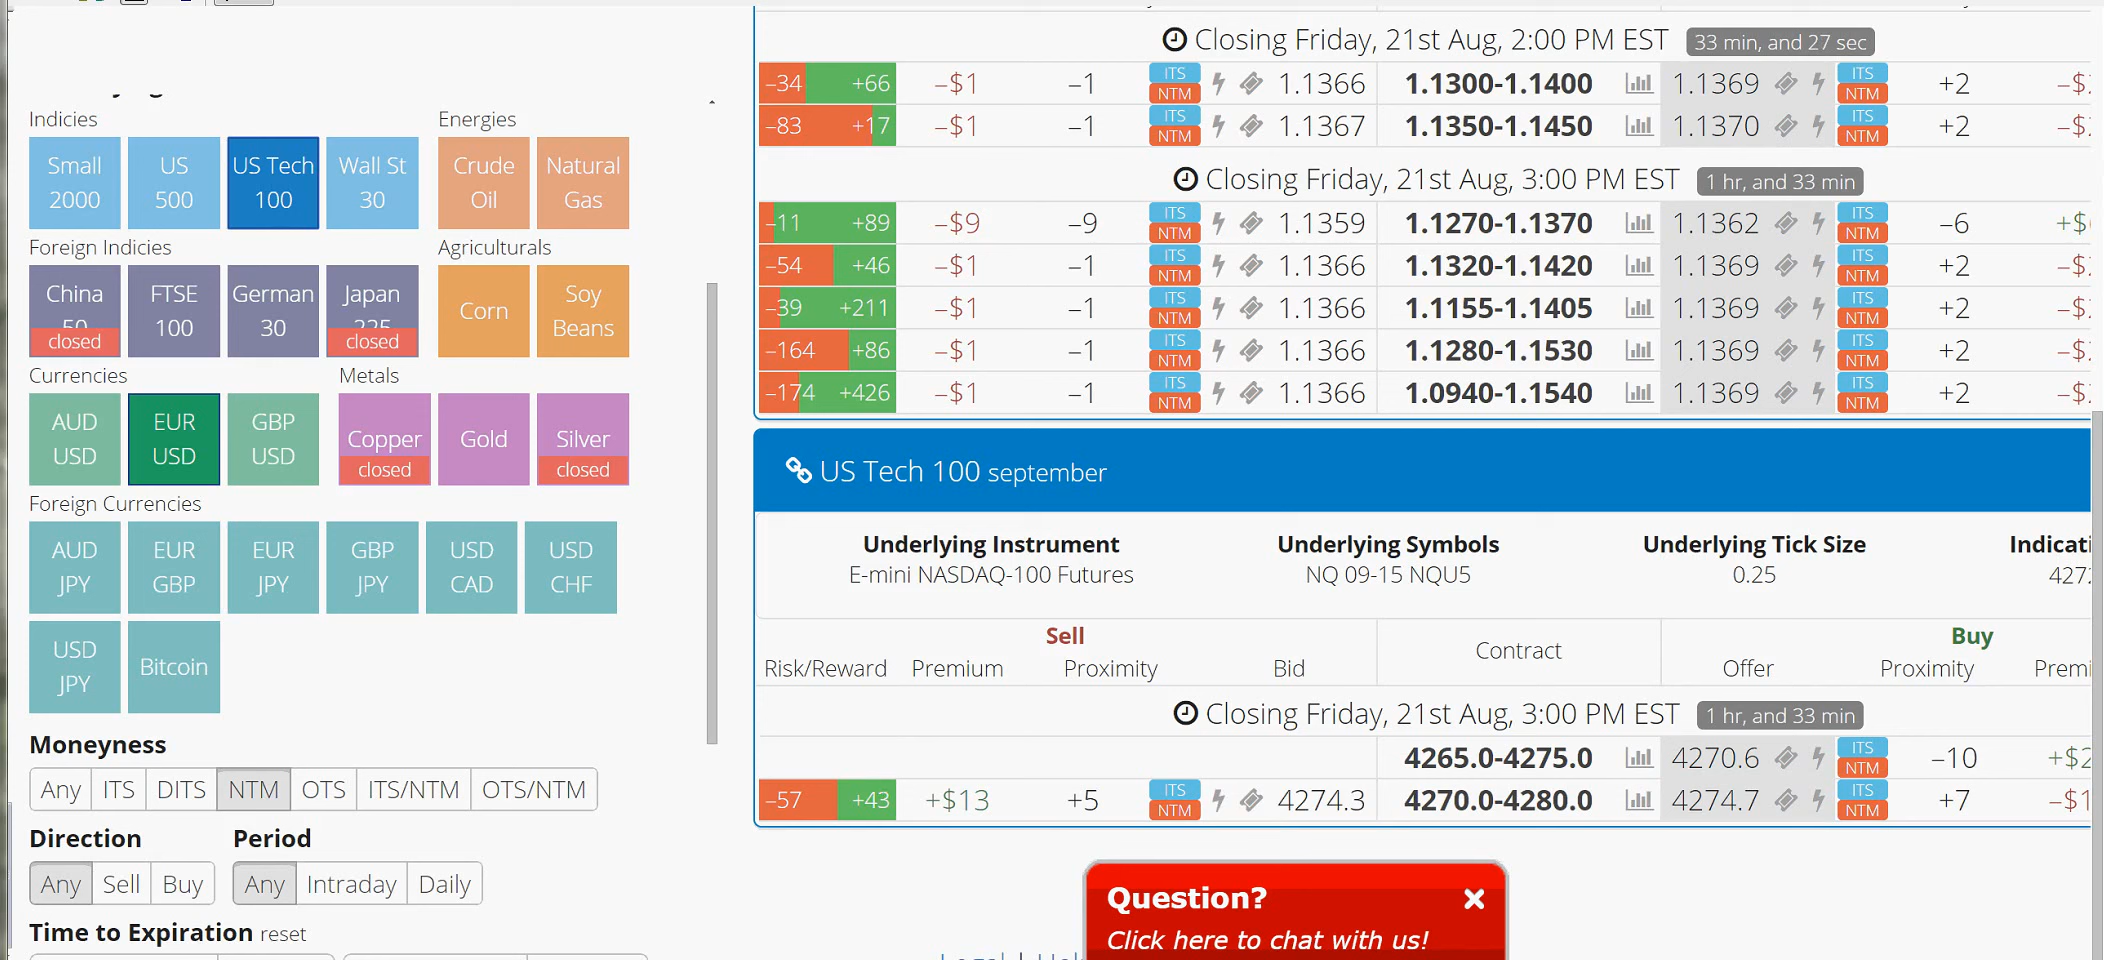 Indicies
Energies
Small 2000
US 500
US Tech 100
Wall St 30
Crude Oil
Natural Gas
Foreign Indicies
Agriculturals
China 50 closed
FTSE 100
German 30
Japan 225 closed
Corn
Soy Beans
Currencies
Metals
AUD USD
EUR USD
GBP USD
Copper closed
Gold
Silver closed
Foreign Currencies
AUD JPY
EUR GBP
EUR JPY
GBP JPY
USD CAD
USD CHF
USD JPY
Bitcoin
Moneyness
Any ITS DITS NTM OTS ITS/NTM OTS/NTM
Direction Period
Any Sell Buy Any Intraday Daily
Time to Expiration reset
Closing Friday, 21st Aug, 2:00 PM EST 33 min, and 27 sec
–34 +66 –$1 –1 ITS NTM 1.1366 1.1300-1.1400 1.1369 ITS NTM +2
–83 +17 –$1 –1 ITS NTM 1.1367 1.1350-1.1450 1.1370 ITS NTM +2
Closing Friday, 21st Aug, 3:00 PM EST 1 hr, and 33 min
–11 +89 –$9 –9 ITS NTM 1.1359 1.1270-1.1370 1.1362 ITS NTM –6
–54 +46 –$1 –1 ITS NTM 1.1366 1.1320-1.1420 1.1369 ITS NTM +2
–39 +211 –$1 –1 ITS NTM 1.1366 1.1155-1.1405 1.1369 ITS NTM +2
–164 +86 –$1 –1 ITS NTM 1.1366 1.1280-1.1530 1.1369 ITS NTM +2
–174 +426 –$1 –1 ITS NTM 1.1366 1.0940-1.1540 1.1369 ITS NTM +2
US Tech 100 september
Underlying Instrument Underlying Symbols Underlying Tick Size Indicati
E-mini NASDAQ-100 Futures NQ 09-15 NQU5 0.25 427
Sell Contract Buy
Risk/Reward Premium Proximity Bid Offer Proximity Premi
Closing Friday, 21st Aug, 3:00 PM EST 1 hr, and 33 min
4265.0-4275.0 4270.6 ITS NTM –10 +$2
–57 +43 +$13 +5 ITS NTM 4274.3 4270.0-4280.0 4274.7 ITS NTM +7 –$1
Question?
Click here to chat with us!